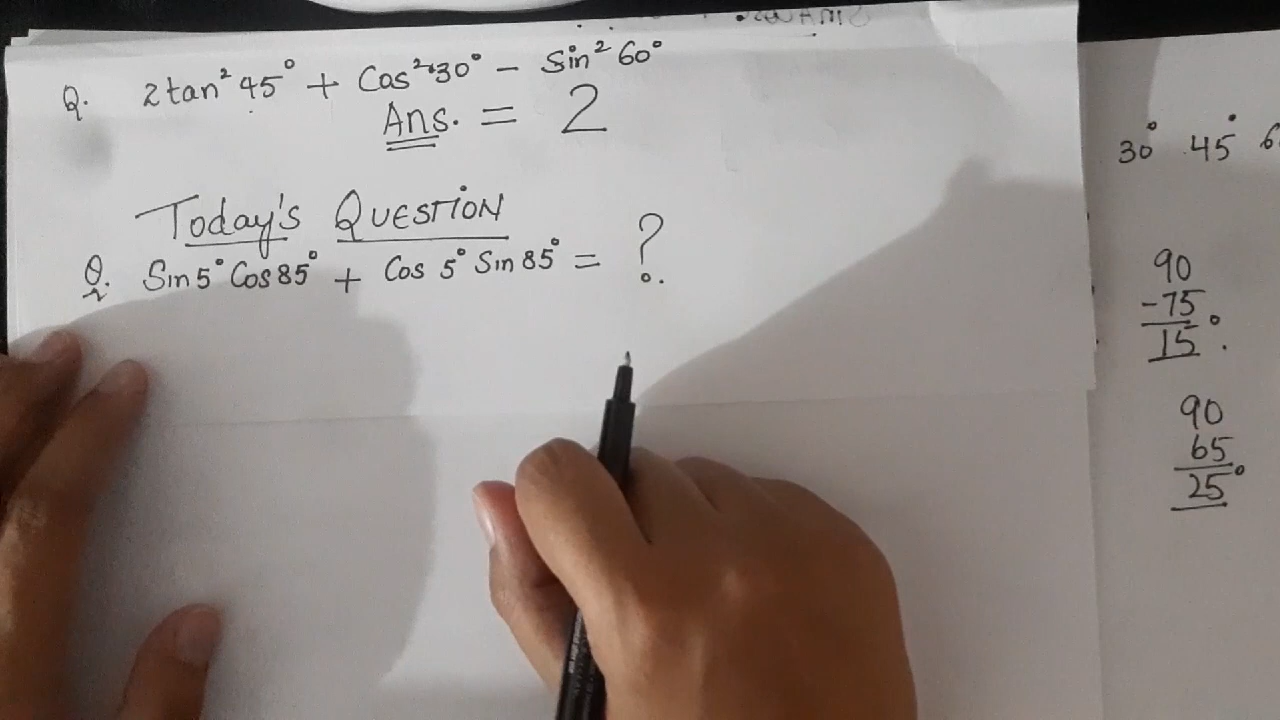 Q. 2tan²45° + Cos²30° – Sin²60°
Ans. = 2
Today's QUESTION
Q. Sin5° Cos85° + Cos 5° Sin85° = ?
30° 45°
90
-75
15°
90
65
25°